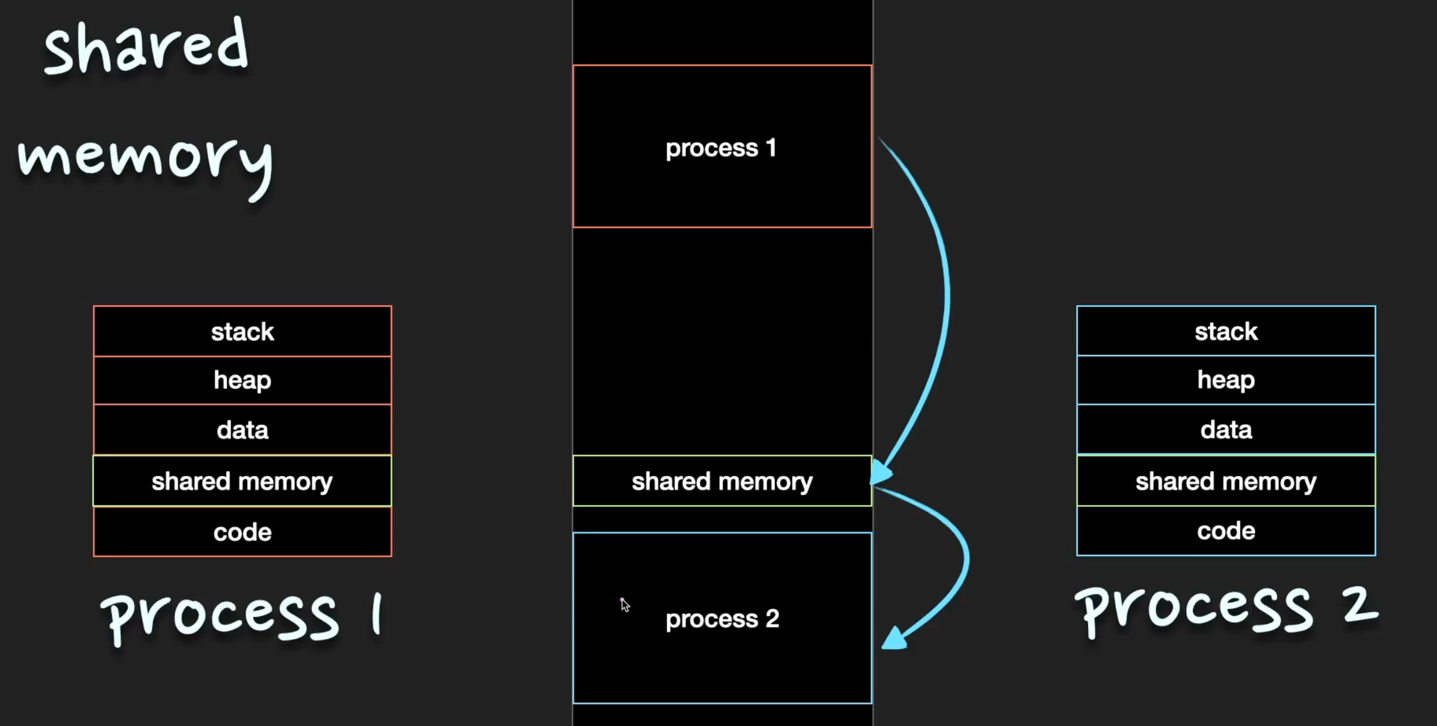 shared
memory
process 1
shared memory
process 2
stack
heap
data
shared memory
code
process 1
stack
heap
data
shared memory
code
process 2